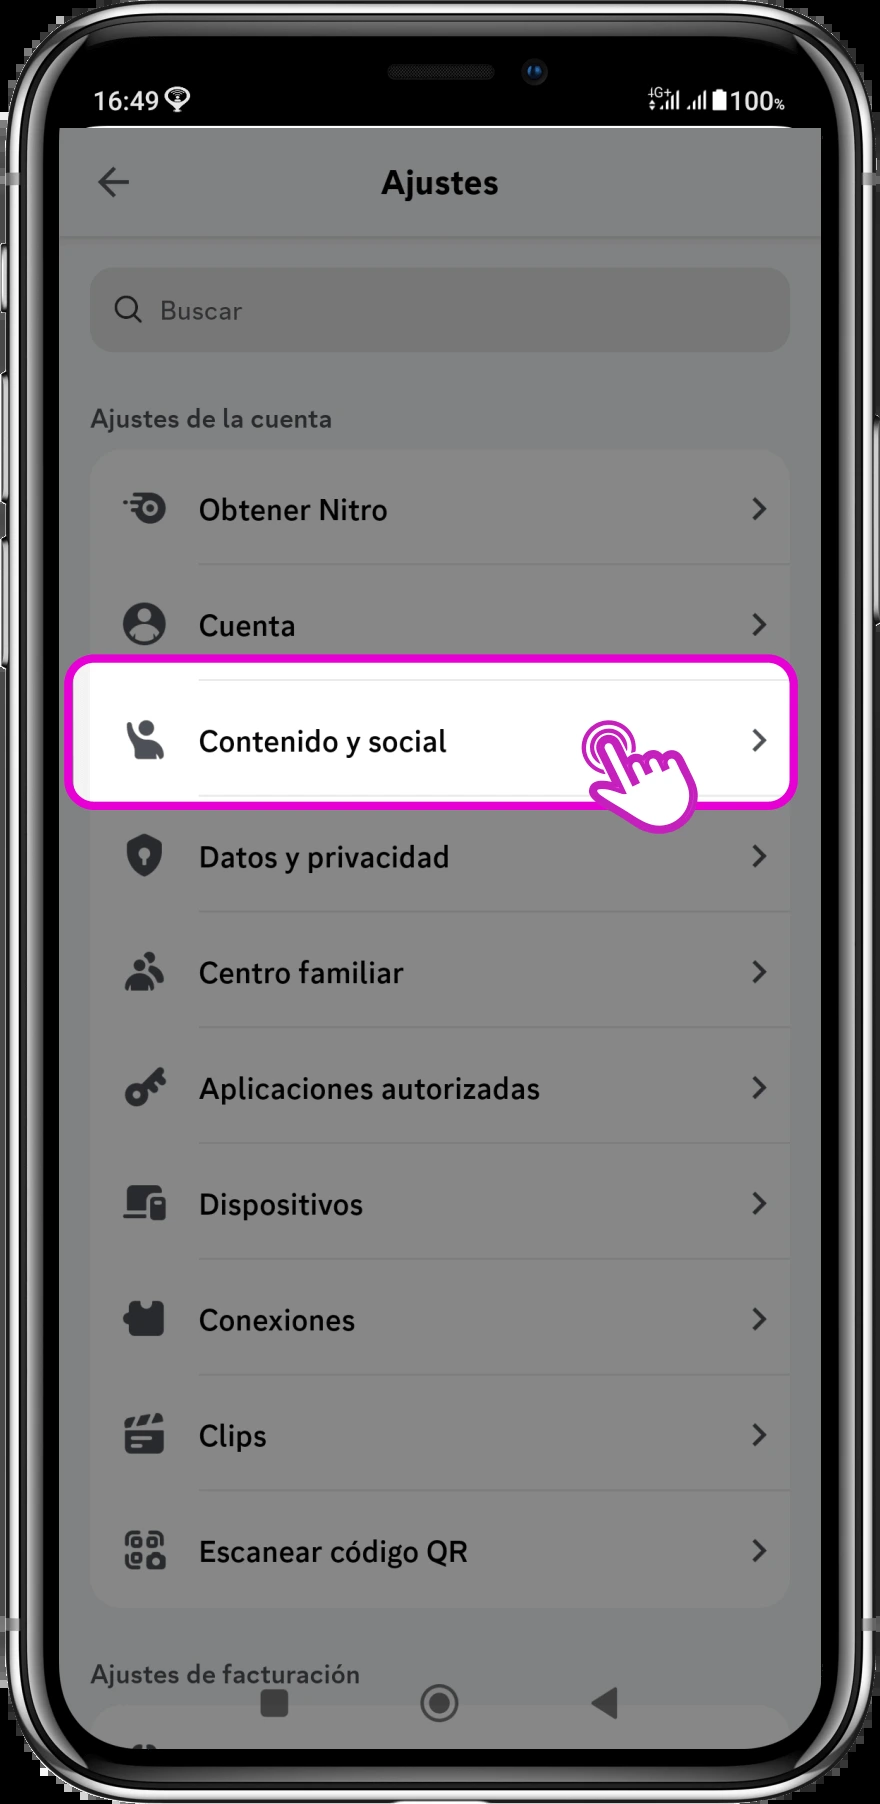 16:49
4G+ 100%
Ajustes
Buscar
Ajustes de la cuenta
Obtener Nitro
Cuenta
Contenido y social
Datos y privacidad
Centro familiar
Aplicaciones autorizadas
Dispositivos
Conexiones
Clips
Escanear código QR
Ajustes de facturación